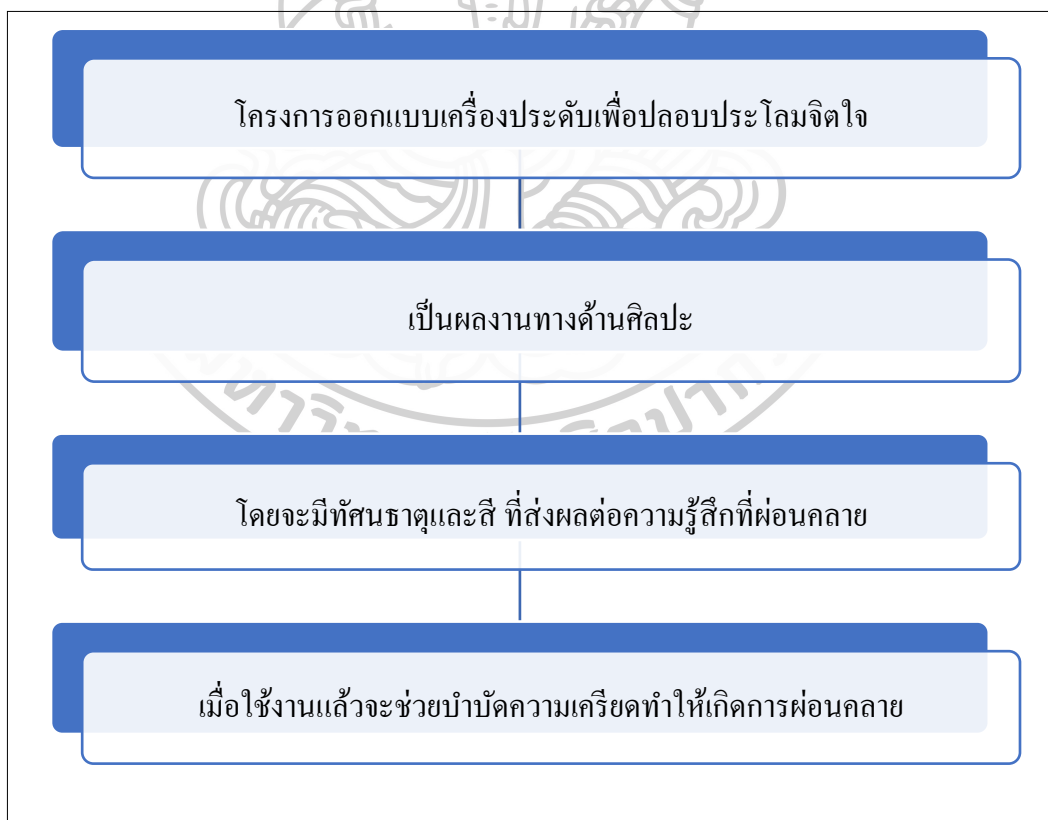 โครงการออกแบบเครื่องประดับเพื่อปลอบประโลมจิตใจ
เป็นผลงานทางด้านศิลปะ
โดยจะมีทัศนธาตุและสี ที่ส่งผลต่อความรู้สึกที่ผ่อนคลาย
เมื่อใช้งานแล้วจะช่วยบำบัดความเครียดทำให้เกิดการผ่อนคลาย